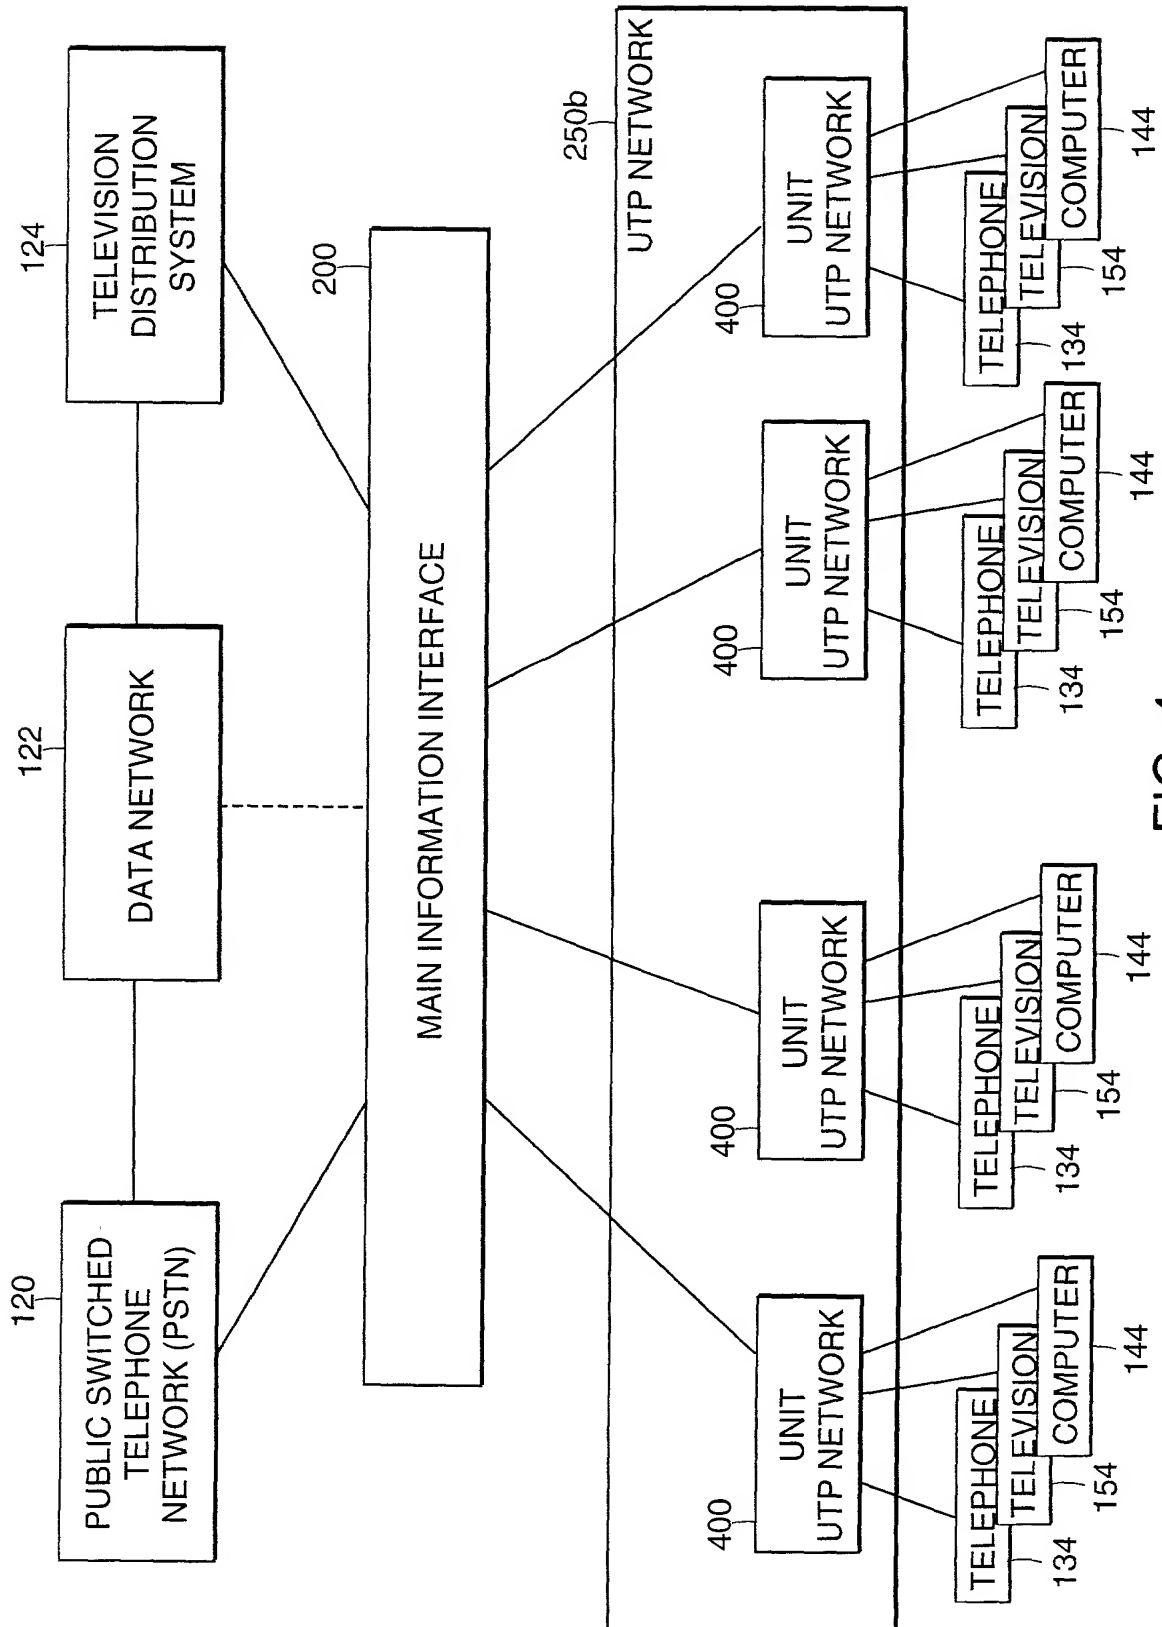 120
PUBLIC SWITCHED
TELEPHONE
NETWORK (PSTN)
122
DATA NETWORK
124
TELEVISION
DISTRIBUTION
SYSTEM
200
MAIN INFORMATION INTERFACE
250b
UTP NETWORK
400
UNIT
UTP NETWORK
400
UNIT
UTP NETWORK
400
UNIT
UTP NETWORK
400
UNIT
UTP NETWORK
TELEPHONE
TELEVISION
COMPUTER
134
154
144
TELEPHONE
TELEVISION
COMPUTER
134
154
144
TELEPHONE
TELEVISION
COMPUTER
134
154
144
TELEPHONE
TELEVISION
COMPUTER
134
154
144